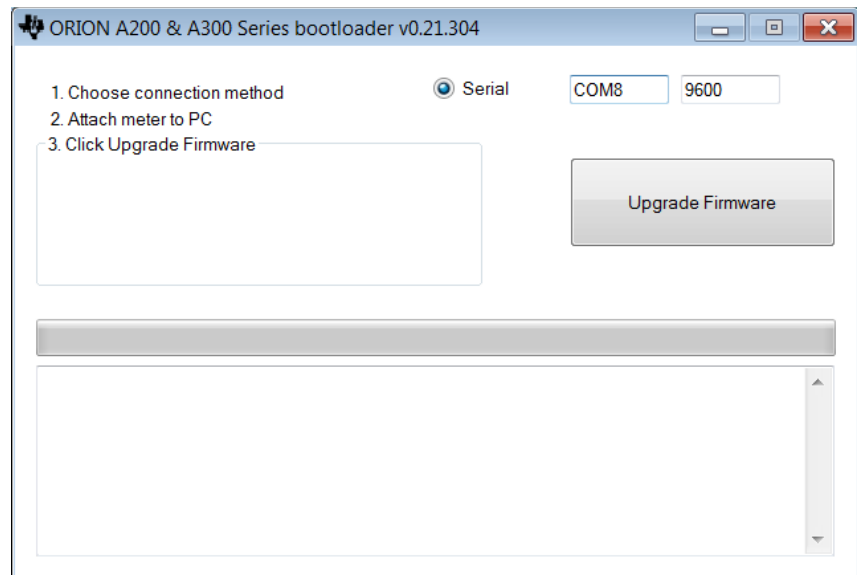 ORION A200 & A300 Series bootloader v0.21.304
1. Choose connection method
Serial
COM8
9600
2. Attach meter to PC
3. Click Upgrade Firmware
Upgrade Firmware